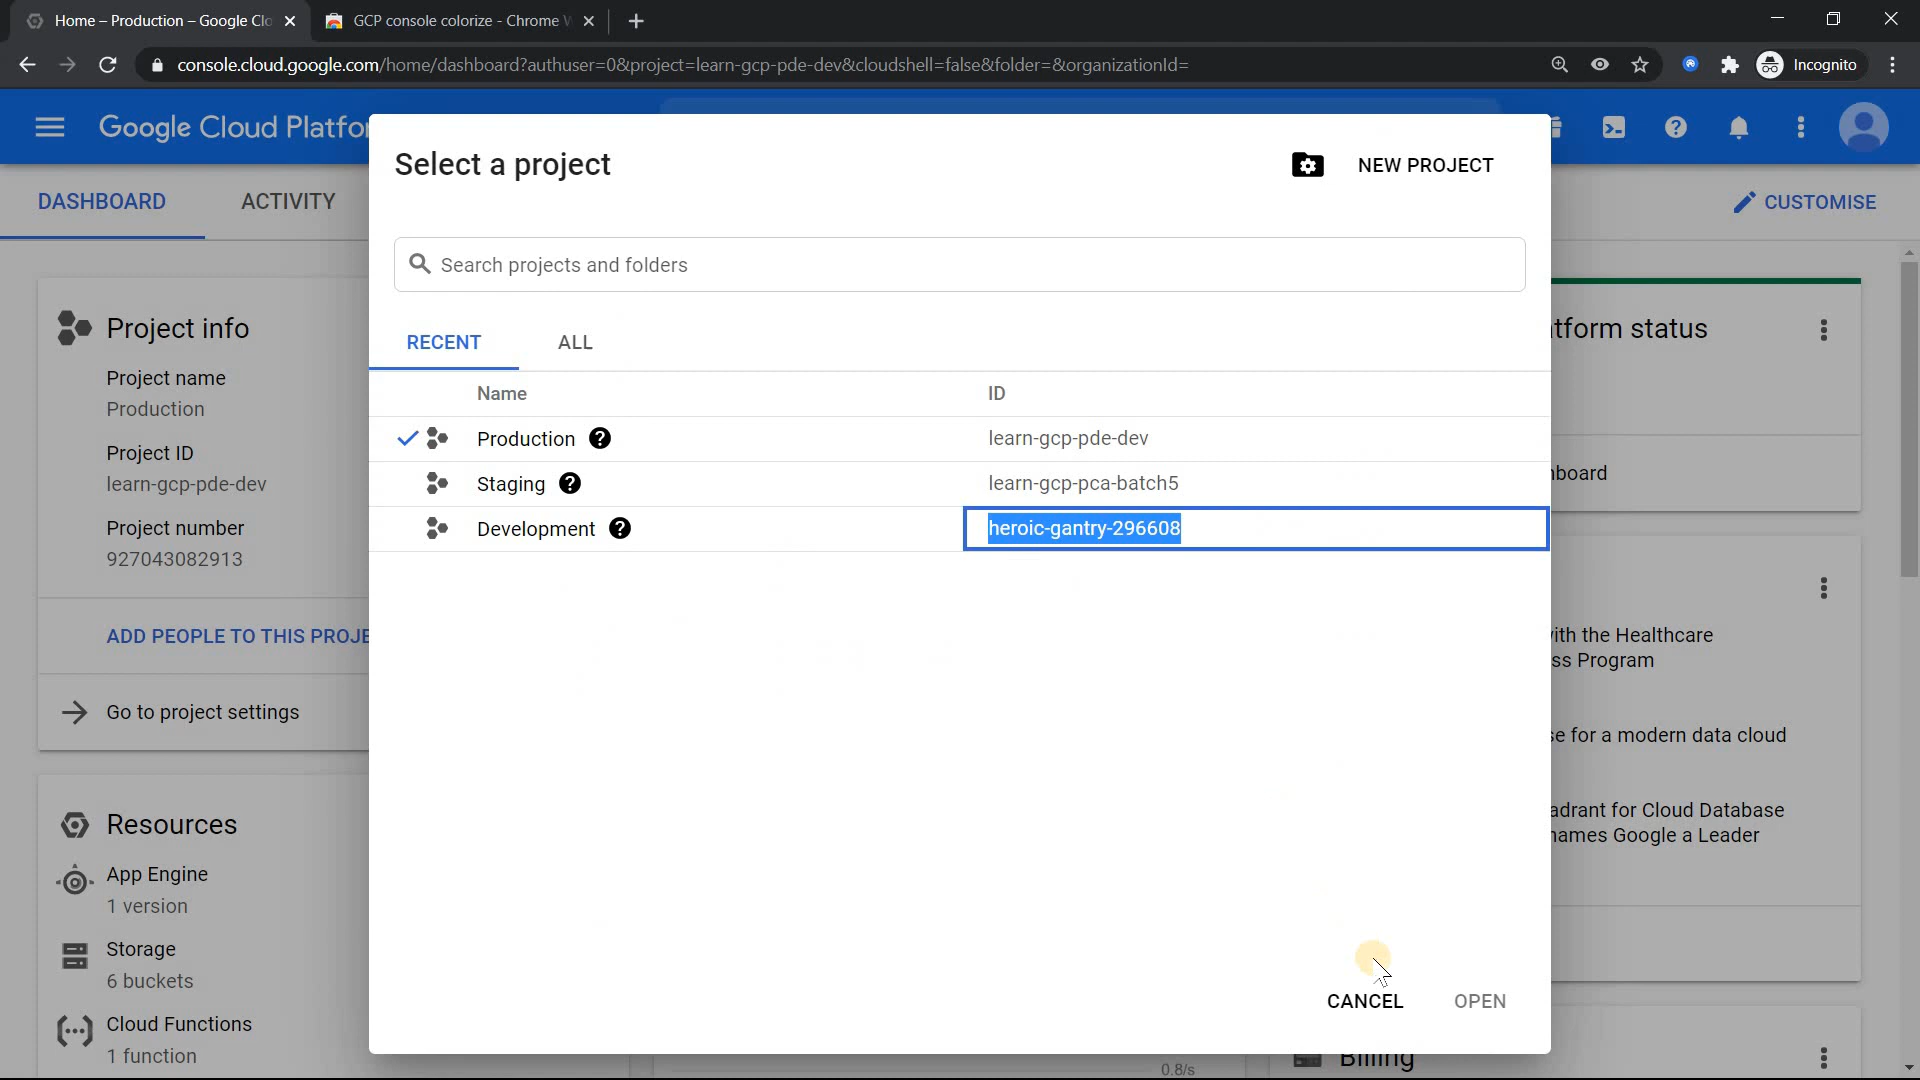 Home – Production – Google Clo
GCP console colorize - Chrome W
console.cloud.google.com/home/dashboard?authuser=0&project=learn-gcp-pde-dev&cloudshell=false&folder=&organizationId=
Incognito
Google Cloud Platfor
DASHBOARD
ACTIVITY
CUSTOMISE
Select a project
NEW PROJECT
Search projects and folders
RECENT
ALL
Name
ID
Production
learn-gcp-pde-dev
Staging
learn-gcp-pca-batch5
Development
heroic-gantry-296608
CANCEL
OPEN
Project info
Project name
Production
Project ID
learn-gcp-pde-dev
Project number
927043082913
ADD PEOPLE TO THIS PROJE
Go to project settings
Resources
App Engine
1 version
Storage
6 buckets
Cloud Functions
1 function
tform status
board
ith the Healthcare
ss Program
se for a modern data cloud
adrant for Cloud Database
names Google a Leader
0.8/s
Billing